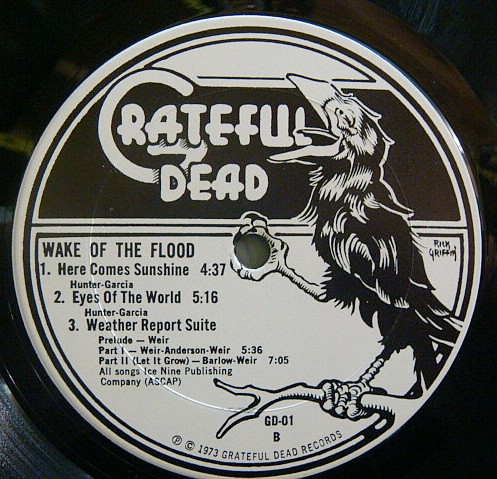 GRATEFUL
DEAD
RICK
GRIFFIN
WAKE OF THE FLOOD
1. Here Comes Sunshine 4:37
Hunter-Garcia
2. Eyes Of The World 5:16
Hunter-Garcia
3. Weather Report Suite
Prelude — Weir
Part I — Weir-Anderson-Weir 5:36
Part II (Let It Grow) — Barlow-Weir 7:05
All songs Ice Nine Publishing
Company (ASCAP)
GD-01
B
℗ © 1973 GRATEFUL DEAD RECORDS